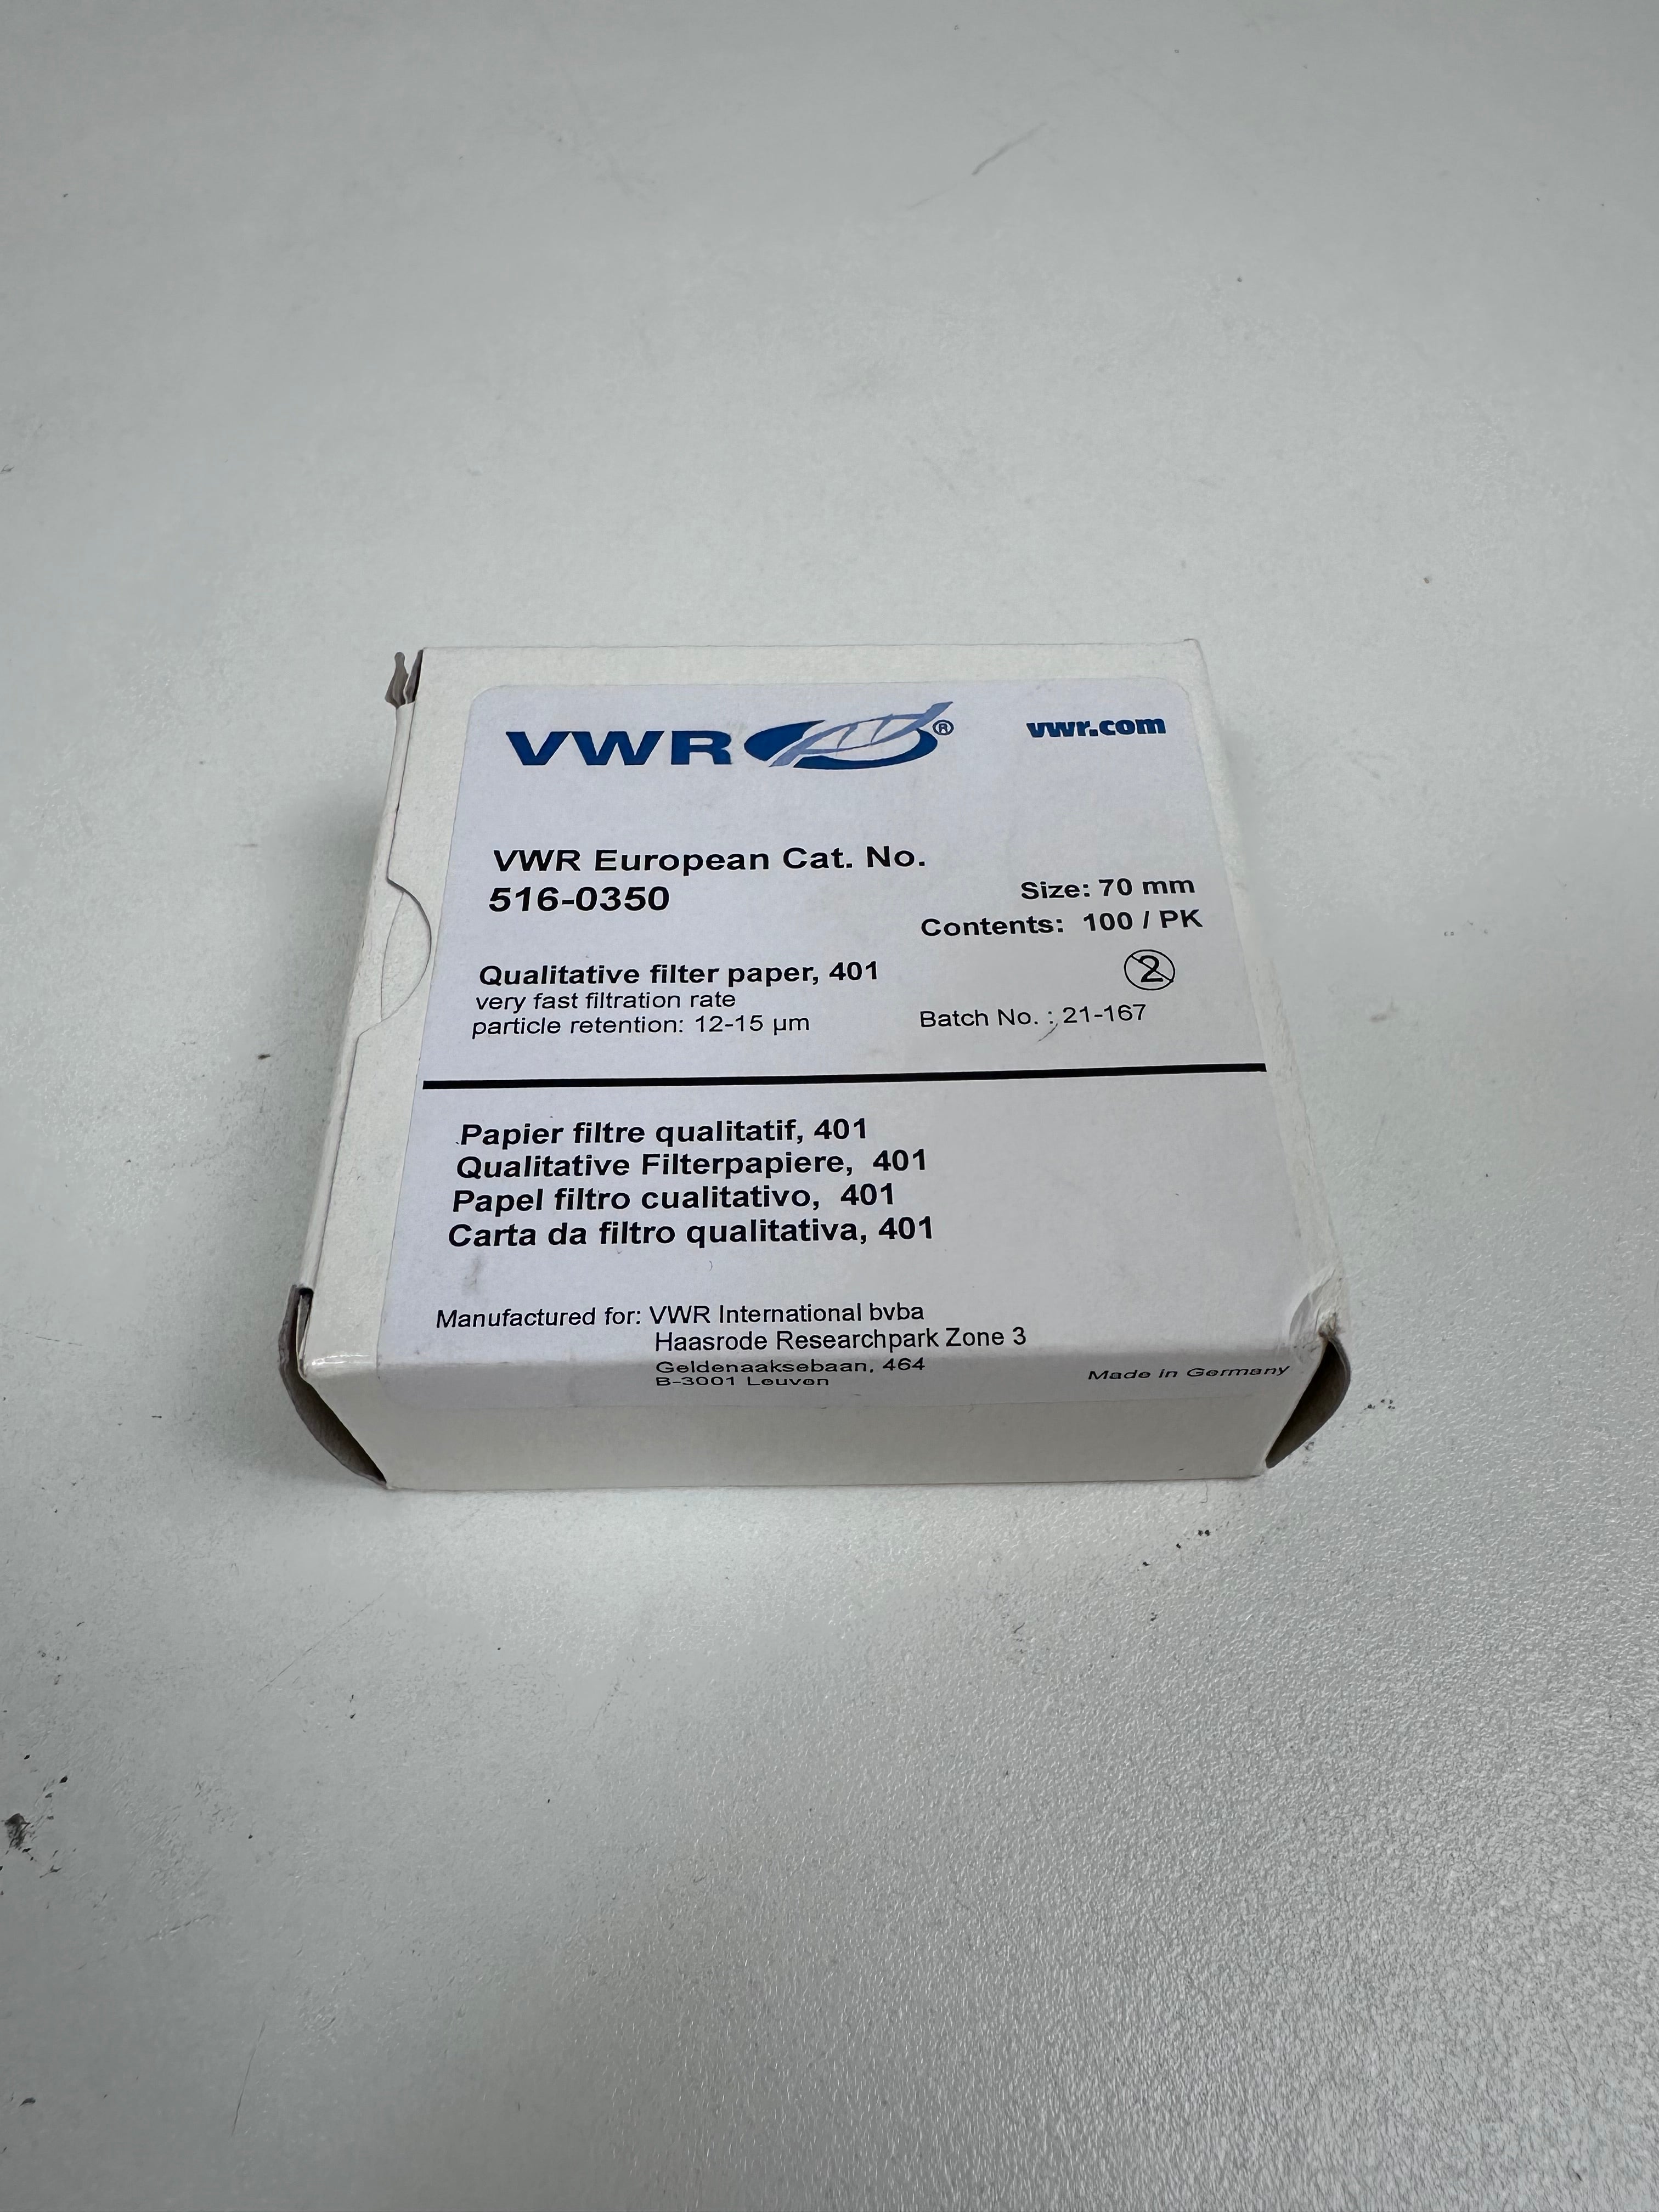 VWR ®
vwr.com
VWR European Cat. No.
516-0350
Size: 70 mm
Contents: 100 / PK
Qualitative filter paper, 401
very fast filtration rate
particle retention: 12-15 µm
2
Batch No. : 21-167
Papier filtre qualitatif, 401
Qualitative Filterpapiere, 401
Papel filtro cualitativo, 401
Carta da filtro qualitativa, 401
Manufactured for: VWR International bvba
Haasrode Researchpark Zone 3
Geldenaaksebaan, 464
B-3001 Leuven
Made in Germany